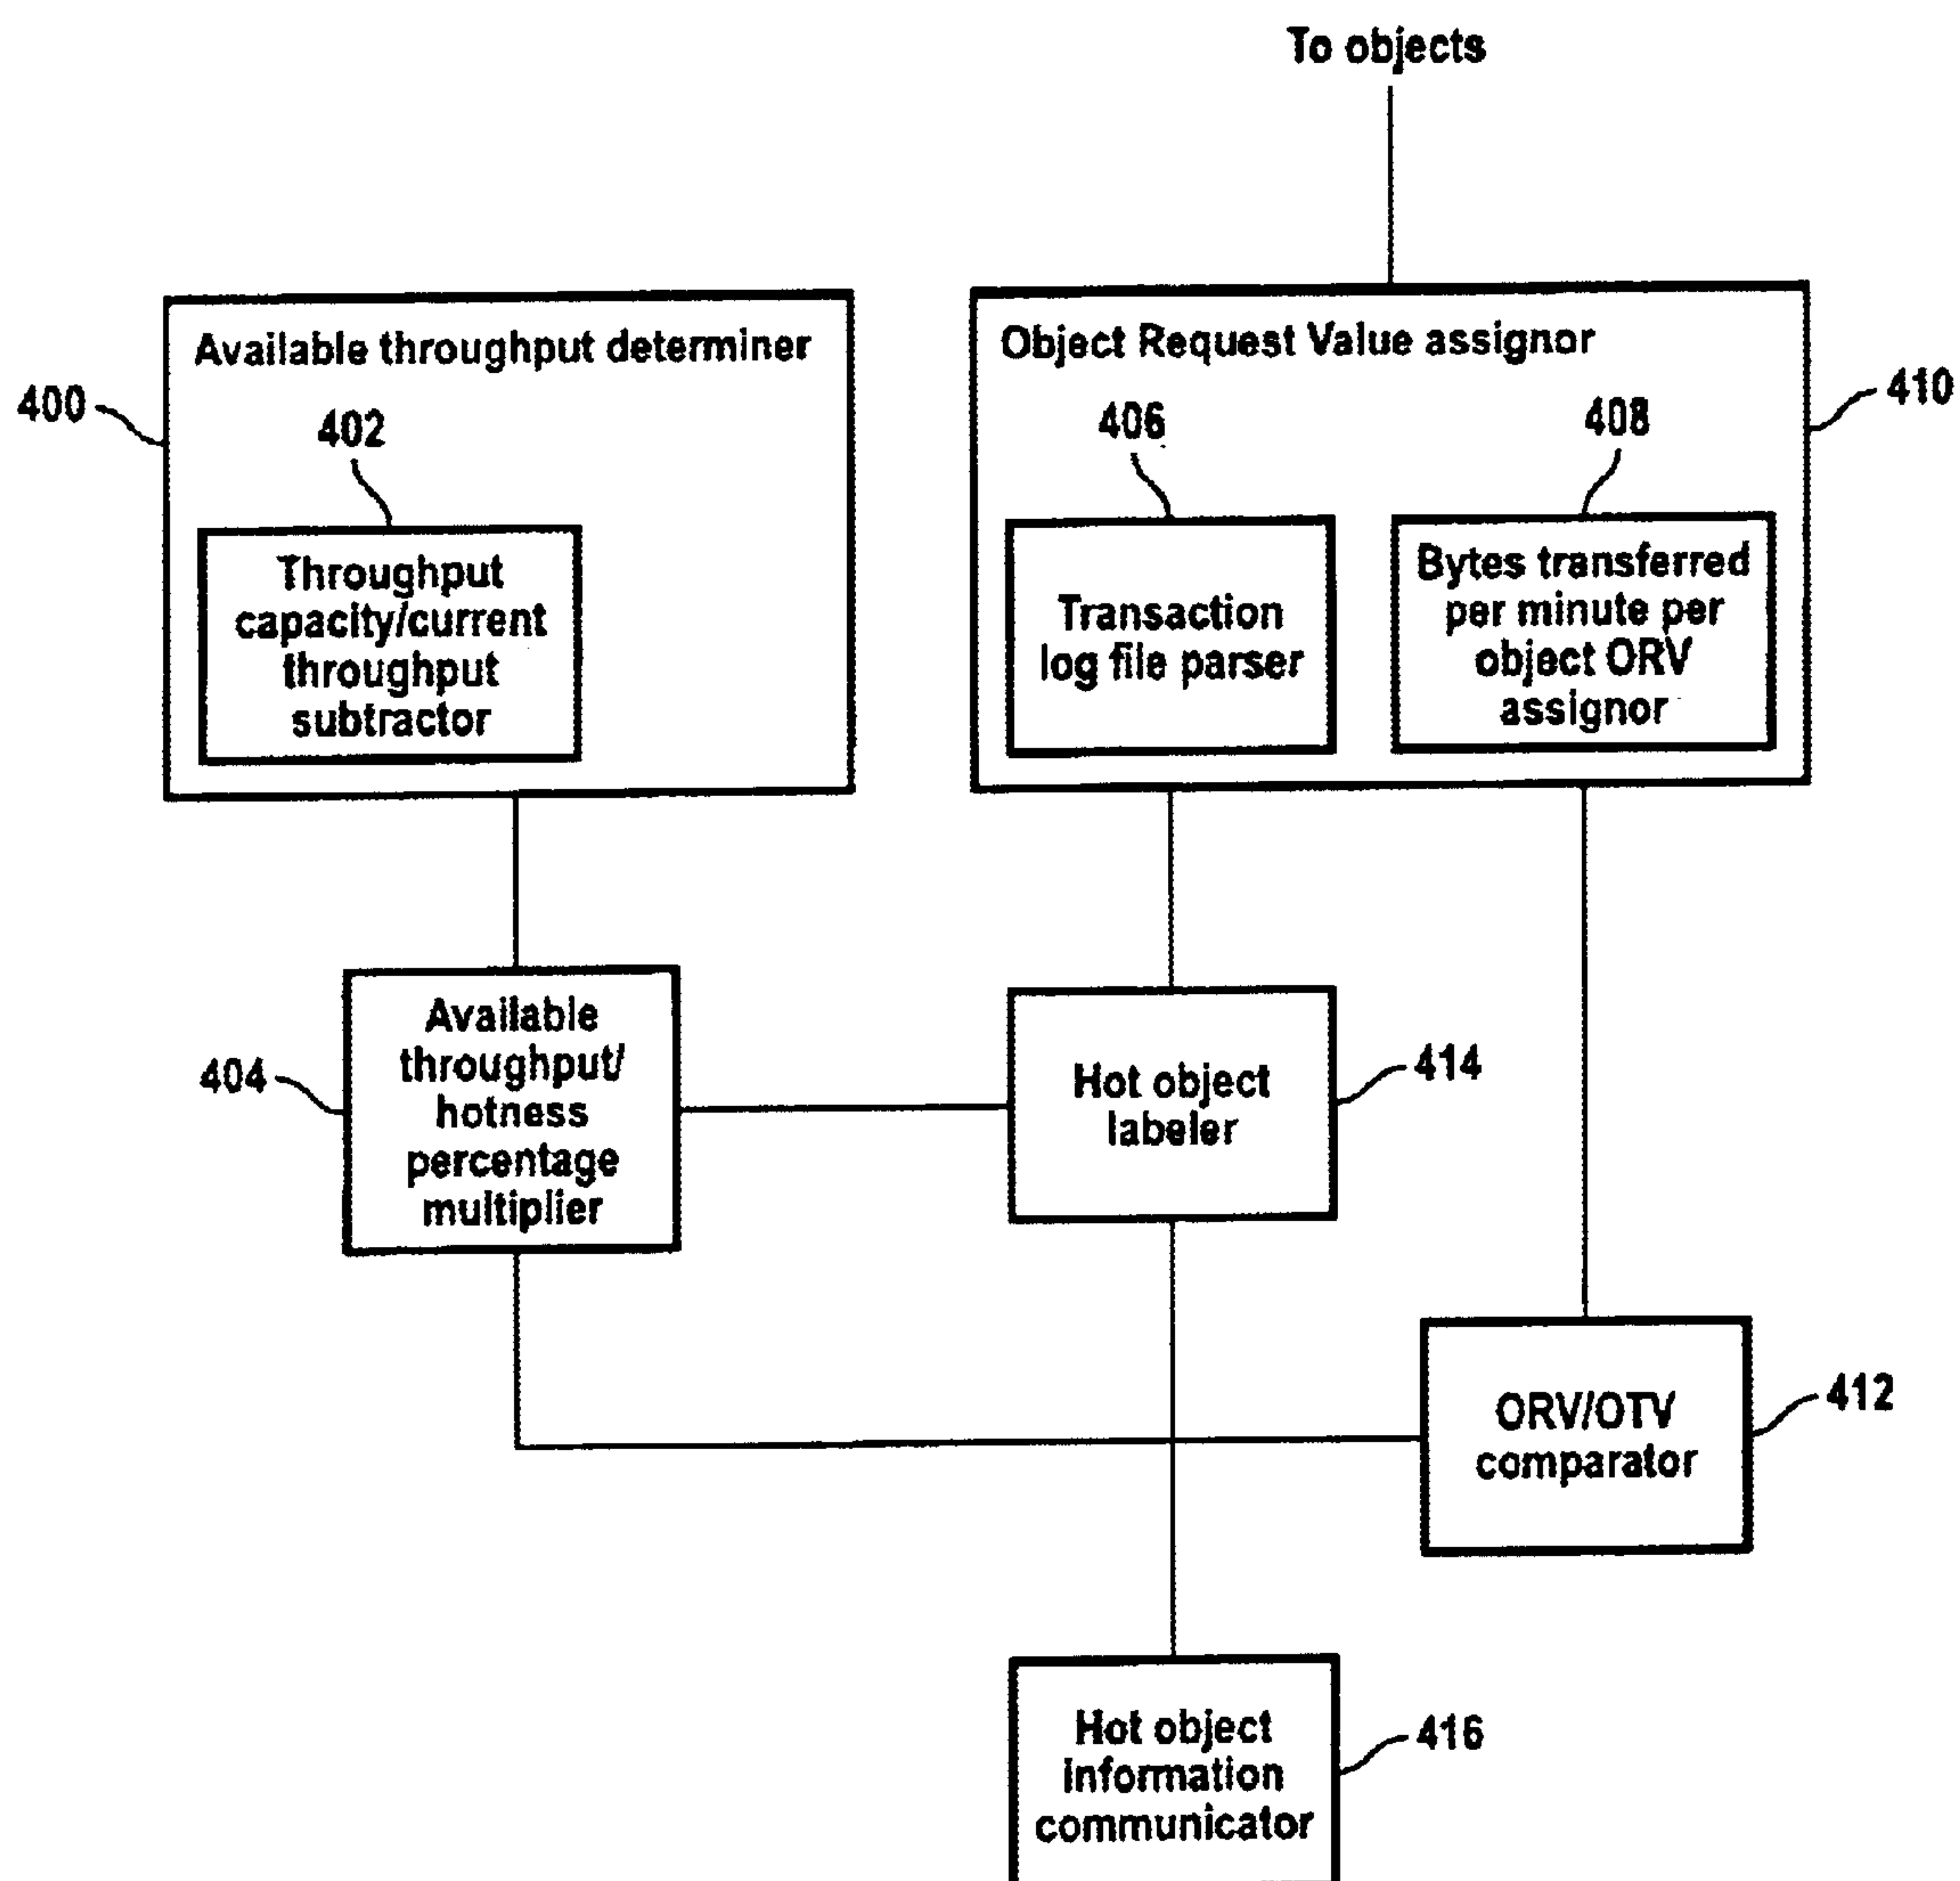 To objects
Available throughput determiner
400
402
Throughput
capacity/current
throughput
subtractor
Object Request Value assignor
410
406
408
Transaction
log file parser
Bytes transferred
per minute per
object ORV
assignor
404
Available
throughput/
hotness
percentage
multiplier
Hot object
labeler
414
ORV/OTV
comparator
412
Hot object
information
communicator
416